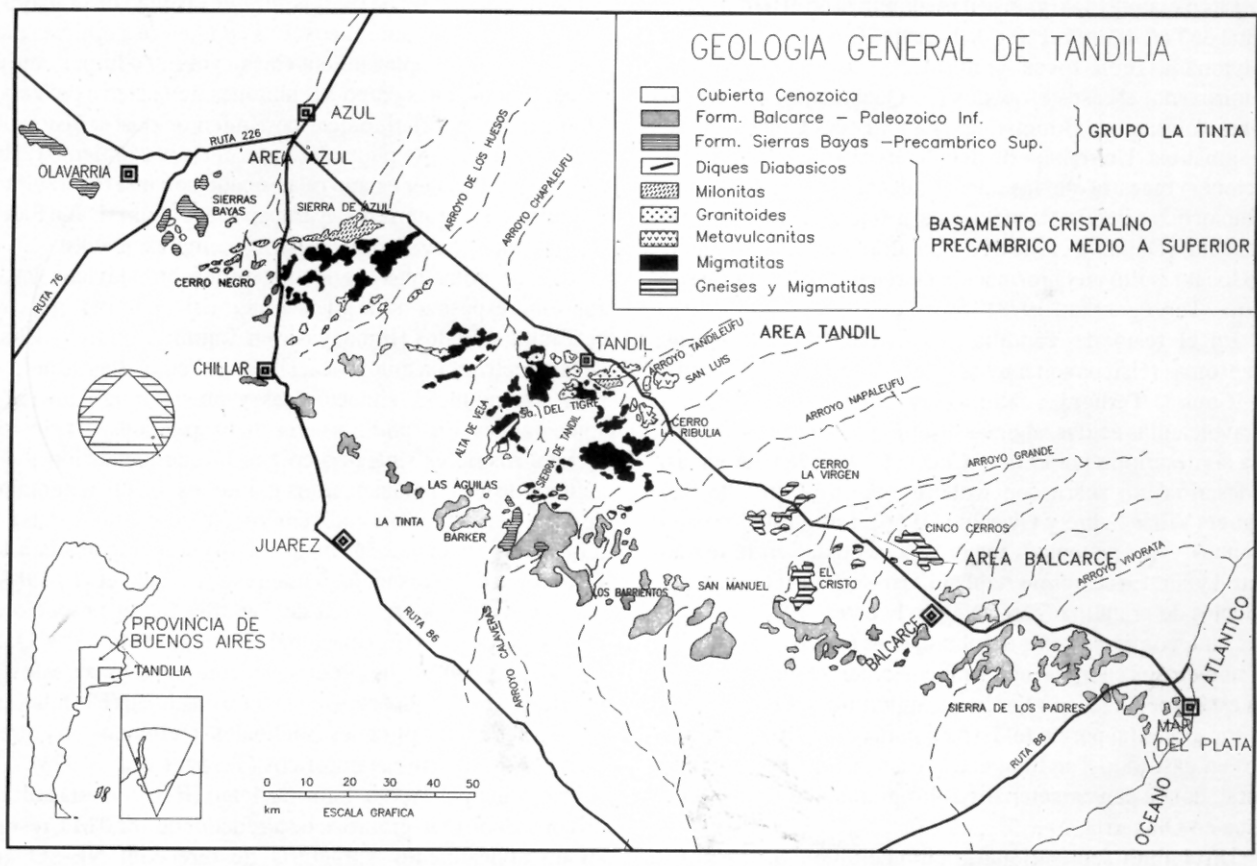 GEOLOGIA GENERAL DE TANDILIA
Cubierta Cenozoica
Form. Balcarce – Paleozoico Inf.
Form. Sierras Bayas –Precambrico Sup.
GRUPO LA TINTA
Diques Diabasicos
Milonitas
Granitoides
Metavulcanitas
Migmatitas
Gneises y Migmatitas
BASAMENTO CRISTALINO
PRECAMBRICO MEDIO A SUPERIOR
AZUL
RUTA 226
AREA AZUL
OLAVARRIA
SIERRAS
BAYAS
SIERRA DE AZUL
CERRO NEGRO
RUTA 76
ARROYO DE LOS HUESOS
ARROYO CHAPALEUFU
CHILLAR
AREA TANDIL
TANDIL
ARROYO TANDILEUFU
SAN LUIS
ARROYO NAPALEUFU
ALTA DE VELA
Sa. DEL TIGRE
SIERRA DE TANDIL
CERRO
LA RIBULIA
CERRO
LA VIRGEN
ARROYO GRANDE
LAS AGUILAS
LA TINTA
BARKER
JUAREZ
CINCO CERROS
AREA BALCARCE
ARROYO VIVORATA
EL
CRISTO
LOS BARRIENTOS
SAN MANUEL
BALCARCE
ARROYO CALAVERAS
RUTA 86
PROVINCIA DE
BUENOS AIRES
TANDILIA
SIERRA DE LOS PADRES
RUTA 88
MAR
DEL PLATA
OCEANO
ATLANTICO
0 10 20 30 40 50
km
ESCALA GRAFICA